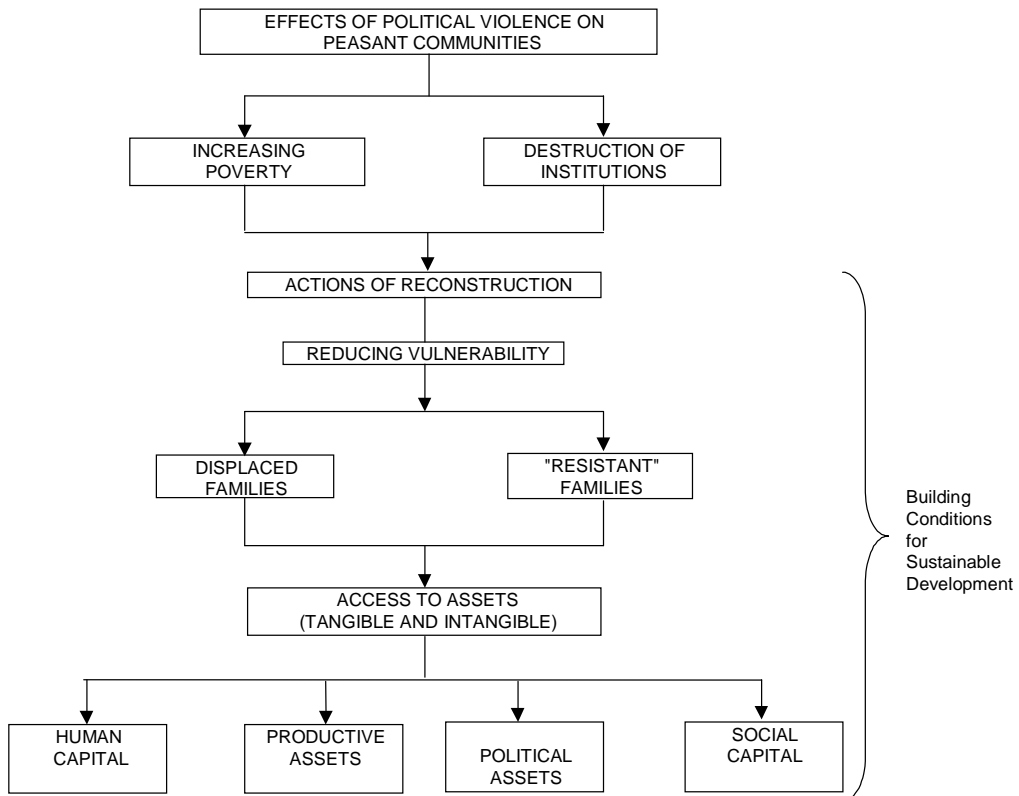 EFFECTS OF POLITICAL VIOLENCE ON
PEASANT COMMUNITIES
INCREASING
POVERTY
DESTRUCTION OF
INSTITUTIONS
ACTIONS OF RECONSTRUCTION
REDUCING VULNERABILITY
DISPLACED
FAMILIES
"RESISTANT"
FAMILIES
Building
Conditions
for
Sustainable
Development
ACCESS TO ASSETS
(TANGIBLE AND INTANGIBLE)
HUMAN
CAPITAL
PRODUCTIVE
ASSETS
POLITICAL
ASSETS
SOCIAL
CAPITAL